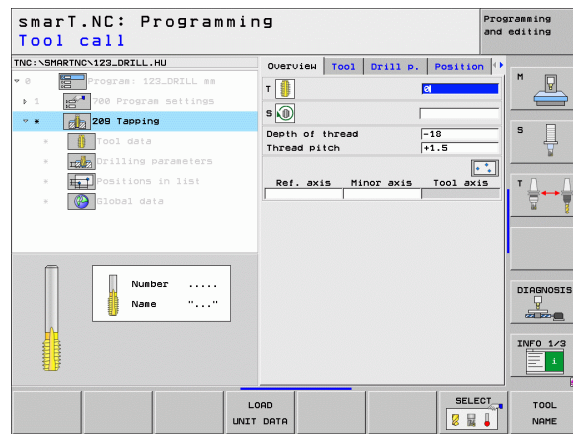 smarT.NC: Programming
Tool call
Programming
and editing
TNC:\SMARTNC\123_DRILL.HU
0 Program: 123_DRILL mm
1 700 Program settings
* 209 Tapping
* Tool data
* Drilling parameters
* Positions in list
* Global data
Overview Tool Drill p. Position
T 0
S
Depth of thread -18
Thread pitch +1.5
Ref. axis Minor axis Tool axis
Number .....
Name "..."
M
S
T
DIAGNOSIS
INFO 1/3
LOAD
UNIT DATA
SELECT
TOOL
NAME